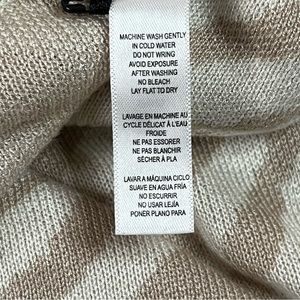 MACHINE WASH GENTLY
IN COLD WATER
DO NOT WRING
AVOID EXPOSURE
AFTER WASHING
NO BLEACH
LAY FLAT TO DRY
LAVAGE EN MACHINE AU
CYCLE DÉLICAT À L'EAU
FROIDE
NE PAS ESSORER
NE PAS BLANCHIR
SÉCHER À PLA
LAVAR A MÁQUINA CICLO
SUAVE EN AGUA FRÍA
NO ESCURRIR
NO USAR LEJÍA
PONER PLANO PARA